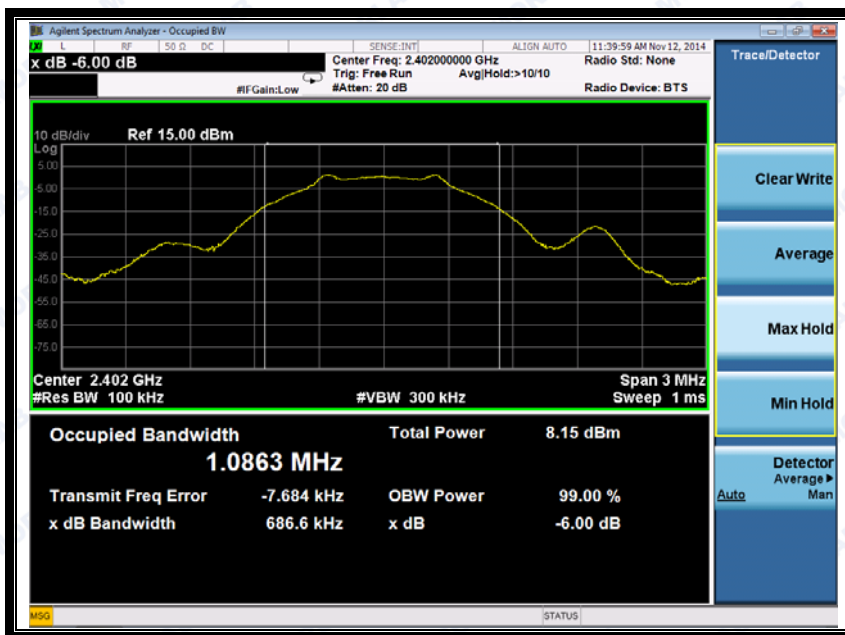 Agilent Spectrum Analyzer - Occupied BW
LXI L RF 50 Ω DC SENSE:INT ALIGN AUTO 11:39:59 AM Nov 12, 2014
x dB -6.00 dB
Center Freq: 2.402000000 GHz Radio Std: None
Trig: Free Run Avg|Hold:>10/10
#IFGain:Low #Atten: 20 dB Radio Device: BTS
10 dB/div Ref 15.00 dBm
Log
5.00
-5.00
-15.0
-25.0
-35.0
-45.0
-55.0
-65.0
-75.0
Center 2.402 GHz Span 3 MHz
#Res BW 100 kHz #VBW 300 kHz Sweep 1 ms
Occupied Bandwidth Total Power 8.15 dBm
1.0863 MHz
Transmit Freq Error -7.684 kHz OBW Power 99.00 %
x dB Bandwidth 686.6 kHz x dB -6.00 dB
Trace/Detector
Clear Write
Average
Max Hold
Min Hold
Detector
Average
Auto Man
MSG STATUS